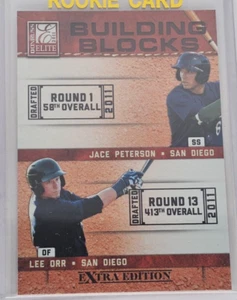 ROOKIE CARD
ELITE
BUILDING
BLOCKS
DRAFTED
ROUND 1
58TH OVERALL
2011
SS
JACE PETERSON • SAN DIEGO
DRAFTED
ROUND 13
413TH OVERALL
2011
OF
LEE ORR • SAN DIEGO
EXTRA EDITION